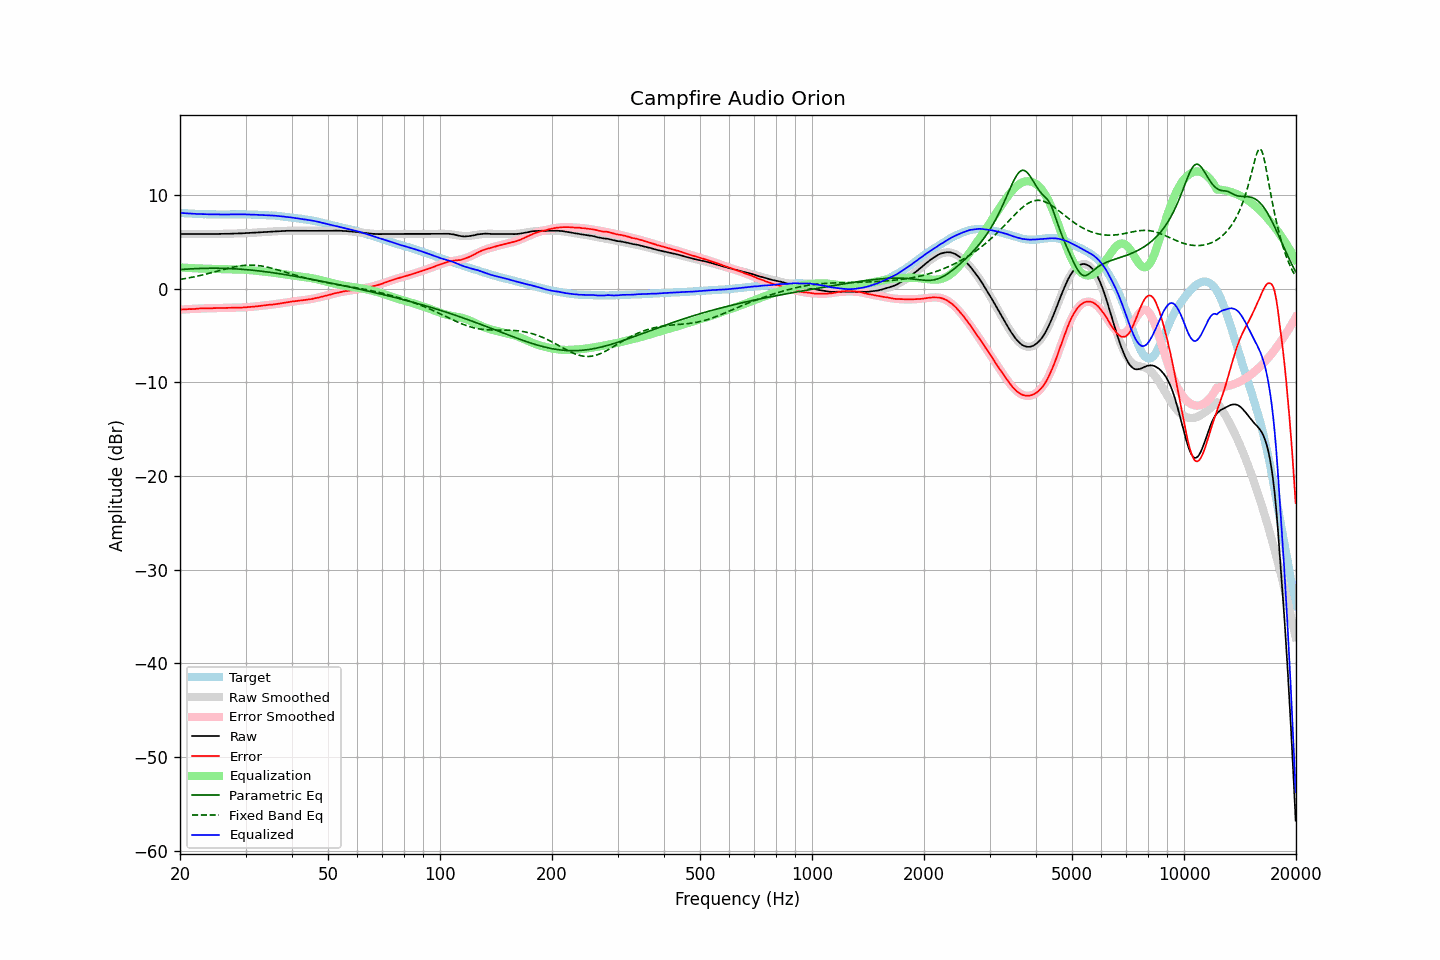 Campfire Audio Orion
Amplitude (dBr)
10
0
−10
−20
−30
−40
−50
−60
Target
Raw Smoothed
Error Smoothed
Raw
Error
Equalization
Parametric Eq
Fixed Band Eq
Equalized
20 50 100 200 500 1000 2000 5000 10000 20000
Frequency (Hz)